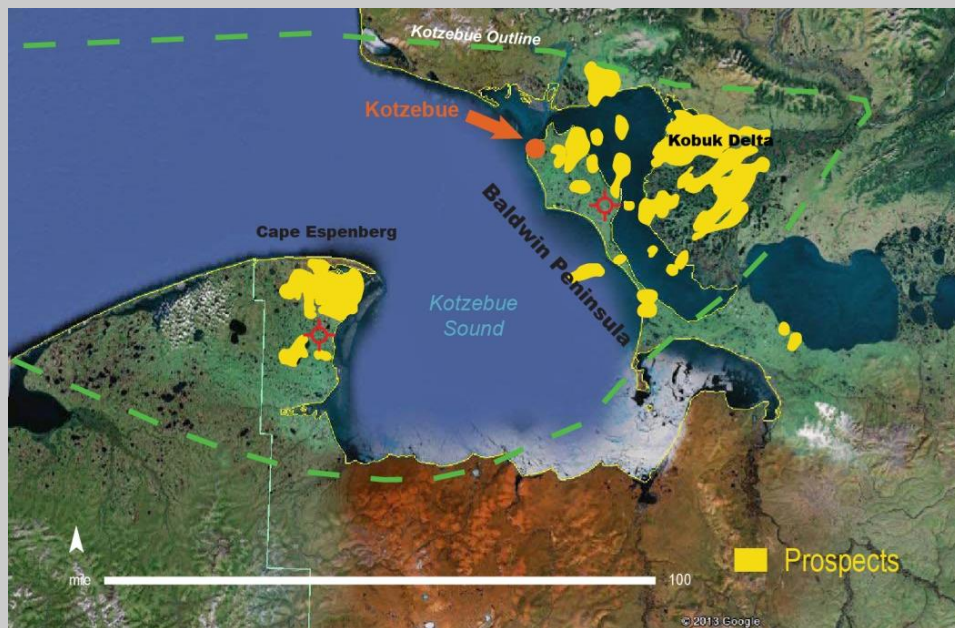 Kotzebue Outline
Kotzebue
Kobuk Delta
Baldwin Peninsula
Cape Espenberg
Kotzebue
Sound
Prospects
mile
100
© 2013 Google